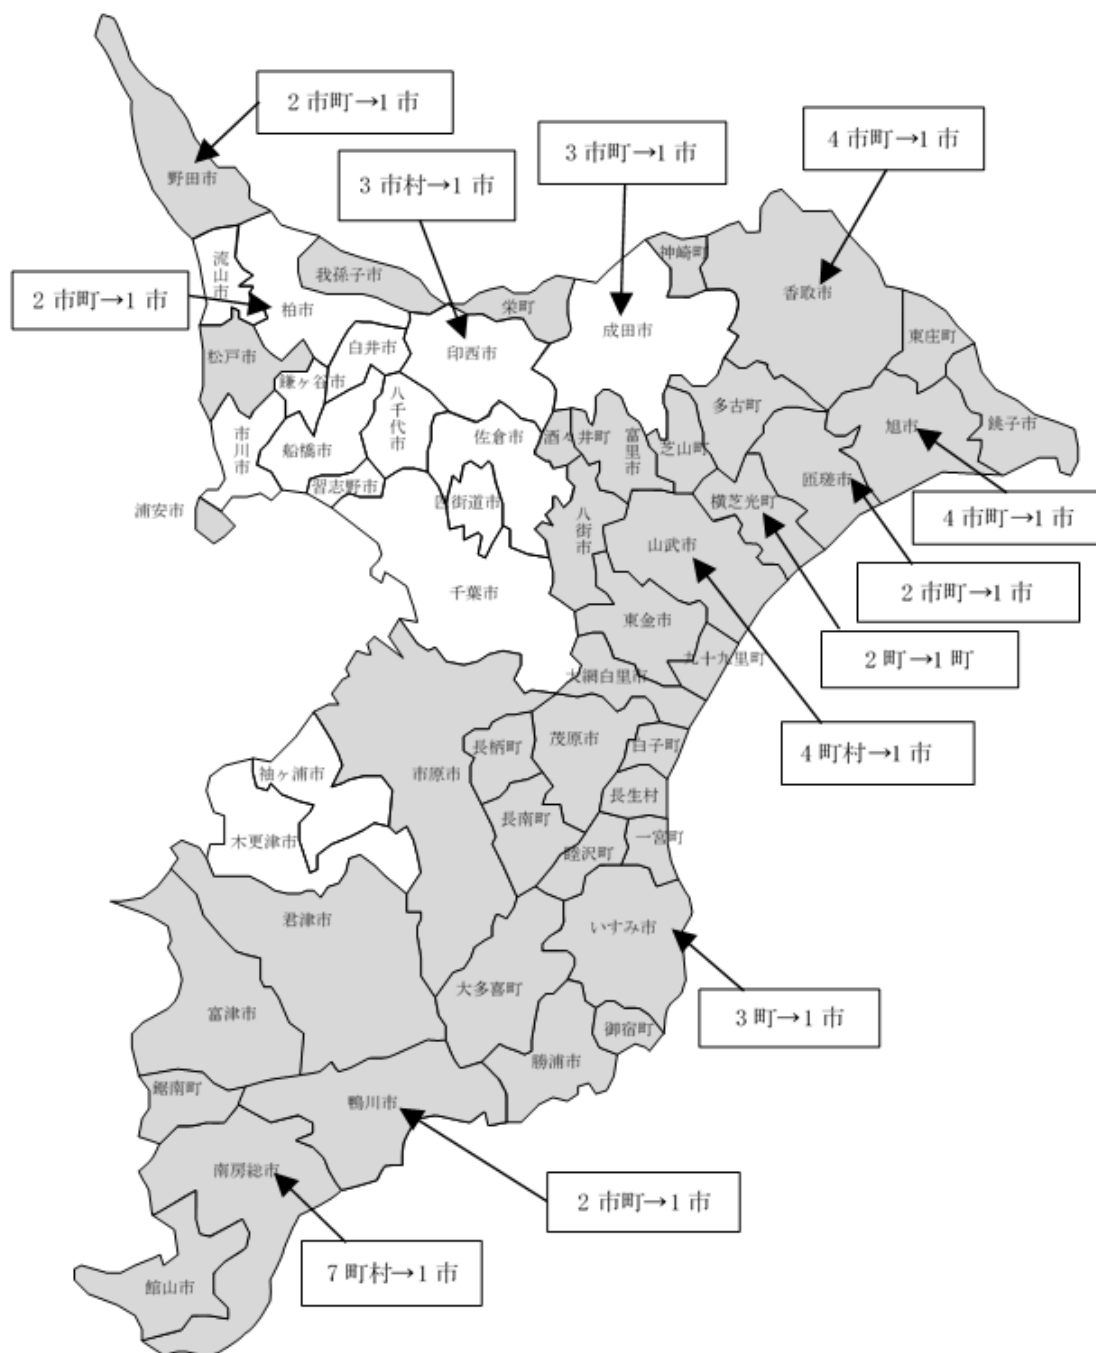 2 市町→1 市
3 市村→1 市
3 市町→1 市
4 市町→1 市
野田市
流山市
我孫子市
神崎町
香取市
2 市町→1 市
柏市
栄町
成田市
東庄町
松戸市
白井市
印西市
鎌ヶ谷市
八千代市
多古町
市川市
船橋市
佐倉市
酒々井町
富里市
芝山町
旭市
銚子市
習志野市
四街道市
八街市
横芝光町
匝瑳市
浦安市
4 市町→1 市
千葉市
山武市
2 市町→1 市
東金市
九十九里町
2 町→1 町
大網白里市
4 町村→1 市
長柄町
茂原市
白子町
袖ヶ浦市
市原市
長生村
長南町
一宮町
木更津市
睦沢町
君津市
いすみ市
大多喜町
3 町→1 市
富津市
御宿町
勝浦市
鋸南町
鴨川市
南房総市
2 市町→1 市
7 町村→1 市
館山市